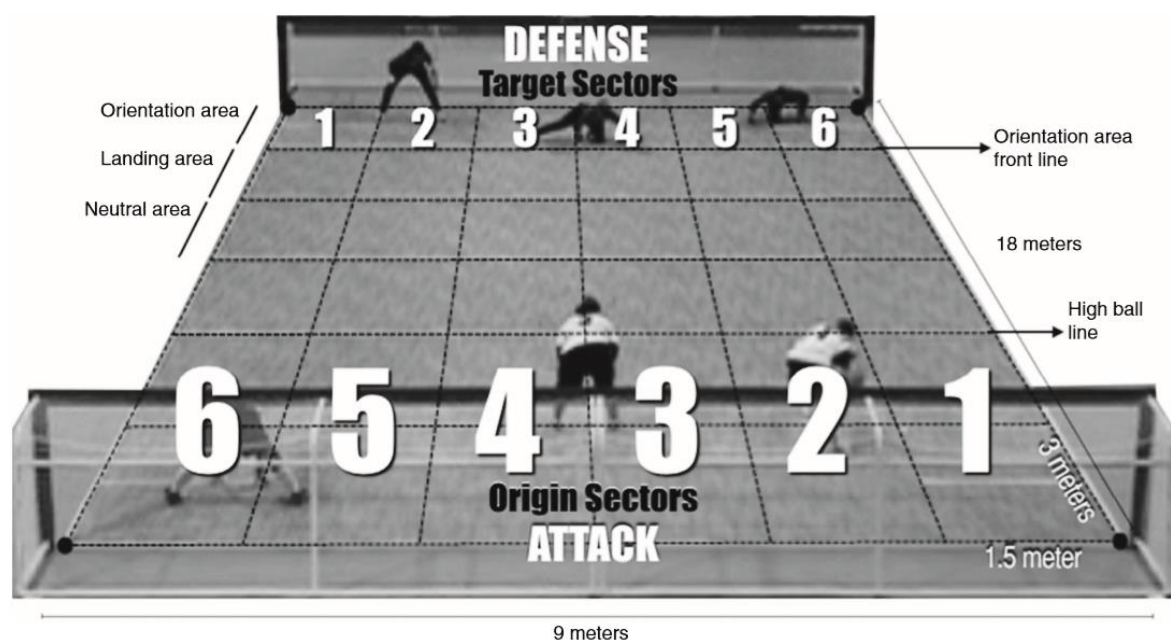 DEFENSE
Target Sectors
Orientation area
1 2 3 4 5 6
Orientation area
front line
Landing area
Neutral area
18 meters
High ball
line
6 5 4 3 2 1
3 meters
Origin Sectors
ATTACK
1.5 meter
9 meters